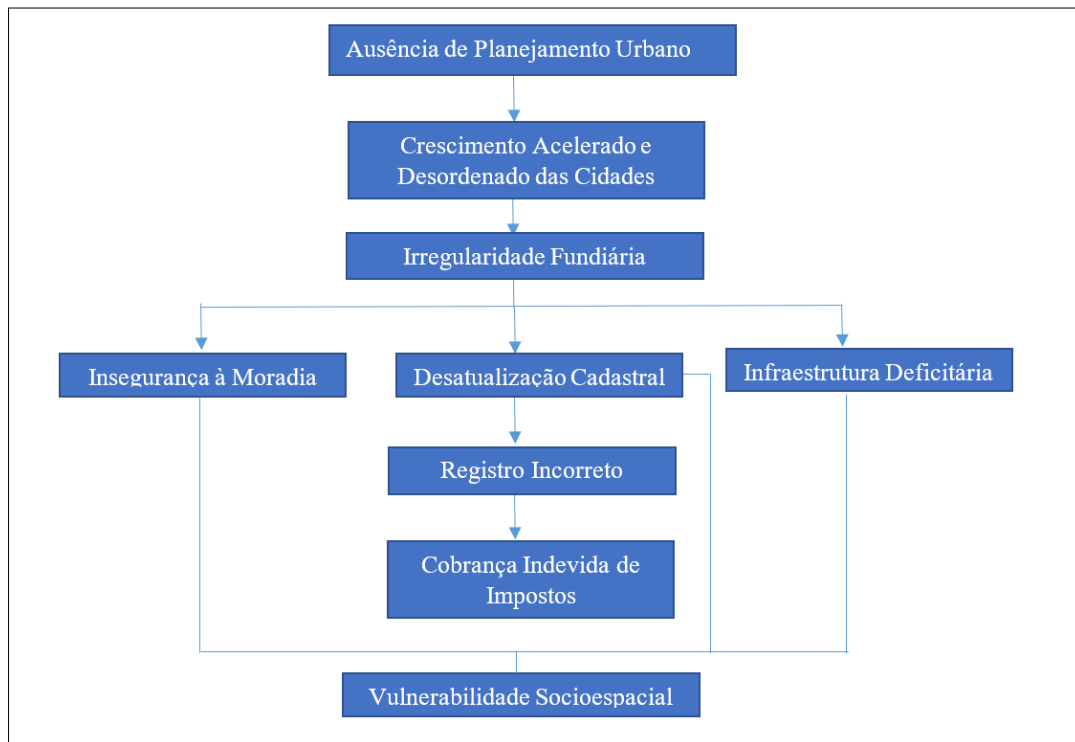 Ausência de Planejamento Urbano
Crescimento Acelerado e
Desordenado das Cidades
Irregularidade Fundiária
Insegurança à Moradia
Desatualização Cadastral
Infraestrutura Deficitária
Registro Incorreto
Cobrança Indevida de
Impostos
Vulnerabilidade Socioespacial